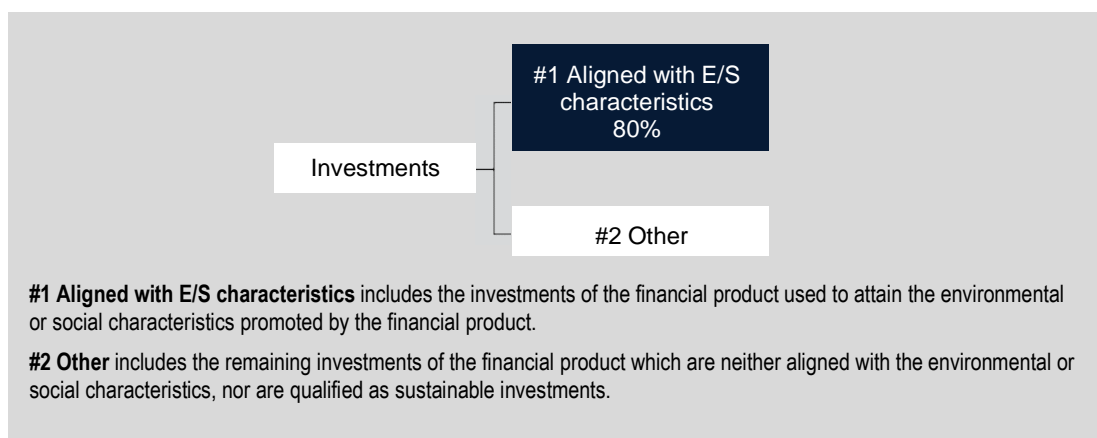 #1 Aligned with E/S
characteristics
80%
Investments
#2 Other
#1 Aligned with E/S characteristics includes the investments of the financial product used to attain the environmental
or social characteristics promoted by the financial product.
#2 Other includes the remaining investments of the financial product which are neither aligned with the environmental or
social characteristics, nor are qualified as sustainable investments.